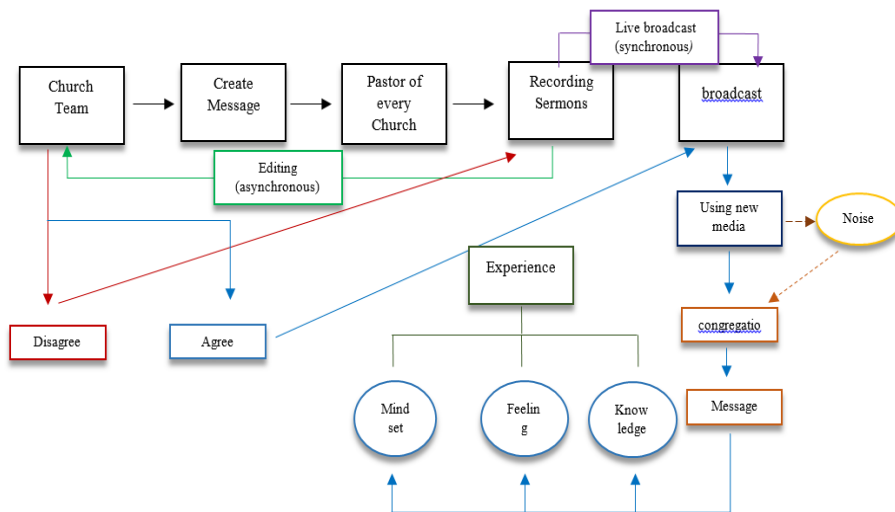 Live broadcast
(synchronous)
Church
Team
Create
Message
Pastor of
every
Church
Recording
Sermons
broadcast
Editing
(asynchronous)
Using new
media
Noise
Experience
congregatio
Disagree
Agree
Mind
set
Feelin
g
Know
ledge
Message